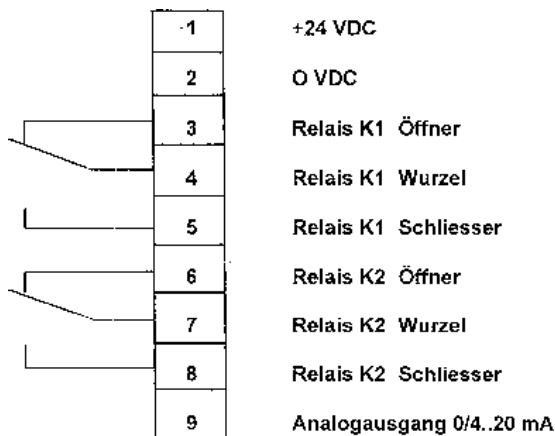 1 +24 VDC
2 O VDC
3 Relais K1 Öffner
4 Relais K1 Wurzel
5 Relais K1 Schliesser
6 Relais K2 Öffner
7 Relais K2 Wurzel
8 Relais K2 Schliesser
9 Analogausgang 0/4..20 mA